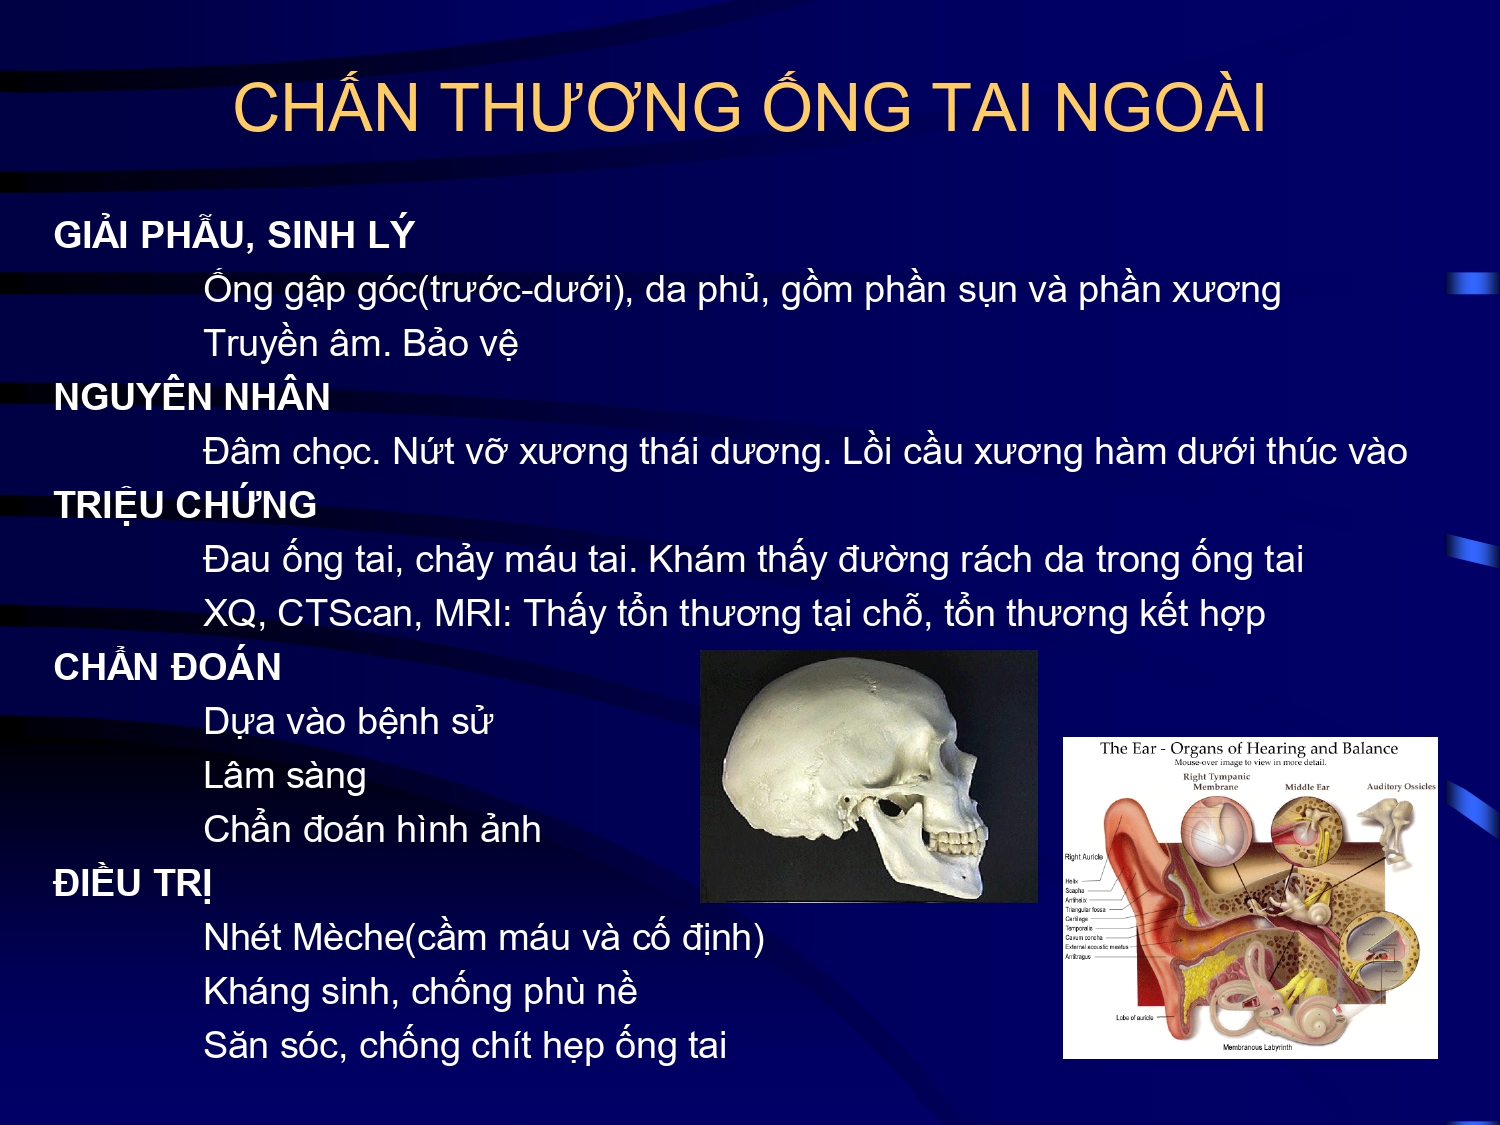 CHẤN THƯƠNG ỐNG TAI NGOÀI
GIẢI PHẪU, SINH LÝ
Ống gập góc(trước-dưới), da phủ, gồm phần sụn và phần xương
Truyền âm. Bảo vệ
NGUYÊN NHÂN
Đâm chọc. Nứt vỡ xương thái dương. Lồi cầu xương hàm dưới thúc vào
TRIỆU CHỨNG
Đau ống tai, chảy máu tai. Khám thấy đường rách da trong ống tai
XQ, CTScan, MRI: Thấy tổn thương tại chỗ, tổn thương kết hợp
CHẨN ĐOÁN
Dựa vào bệnh sử
Lâm sàng
Chẩn đoán hình ảnh
ĐIỀU TRỊ
Nhét Mèche(cầm máu và cố định)
Kháng sinh, chống phù nề
Săn sóc, chống chít hẹp ống tai
The Ear - Organs of Hearing and Balance
Mouse-over image to view in more detail.
Right Tympanic
Membrane
Middle Ear
Auditory Ossicles
Right Auricle
Helix
Scapha
Antihelix
Triangular fossa
Cartilage
Temporalis
Cavum concha
External acoustic meatus
Antitragus
Lobe of auricle
Membranous Labyrinth